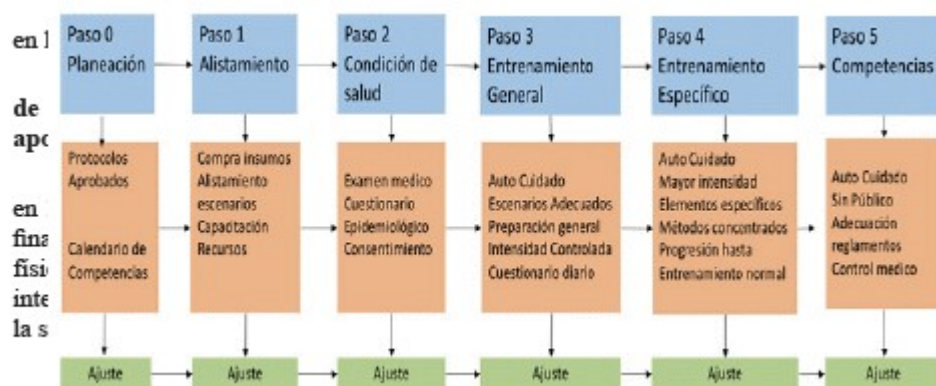 en l
de
apo
en
fina
físi
inte
la s
Paso 0
Planeación
Paso 1
Alistamiento
Paso 2
Condición de
salud
Paso 3
Entrenamiento
General
Paso 4
Entrenamiento
Específico
Paso 5
Competencias
Protocolos
Aprobados
Calendario de
Competencias
Compra insumos
Alistamiento
escenarios
Capacitación
Recursos
Examen medico
Cuestionario
Epidemiológico
Consentimiento
Auto Cuidado
Escenarios Adecuados
Preparación general
Intensidad Controlada
Cuestionario diario
Auto Cuidado
Mayor intensidad
Elementos específicos
Métodos concentrados
Progresión hasta
Entrenamiento normal
Auto Cuidado
Sin Público
Adecuación
reglamentos
Control medico
Ajuste
Ajuste
Ajuste
Ajuste
Ajuste
Ajuste